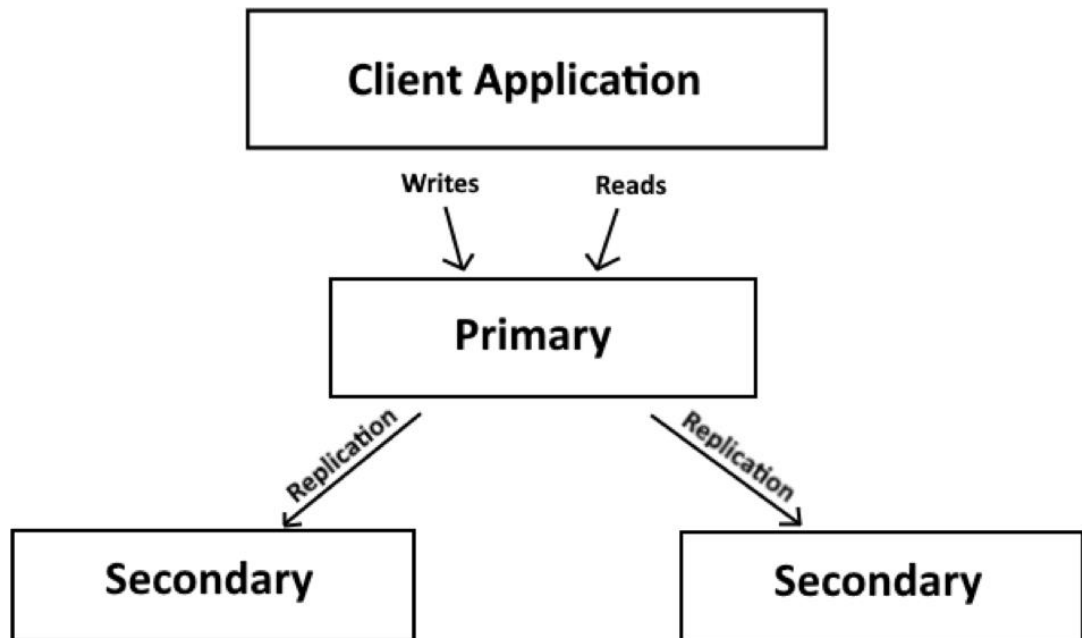 Client Application
Writes
Reads
Primary
Replication
Replication
Secondary
Secondary